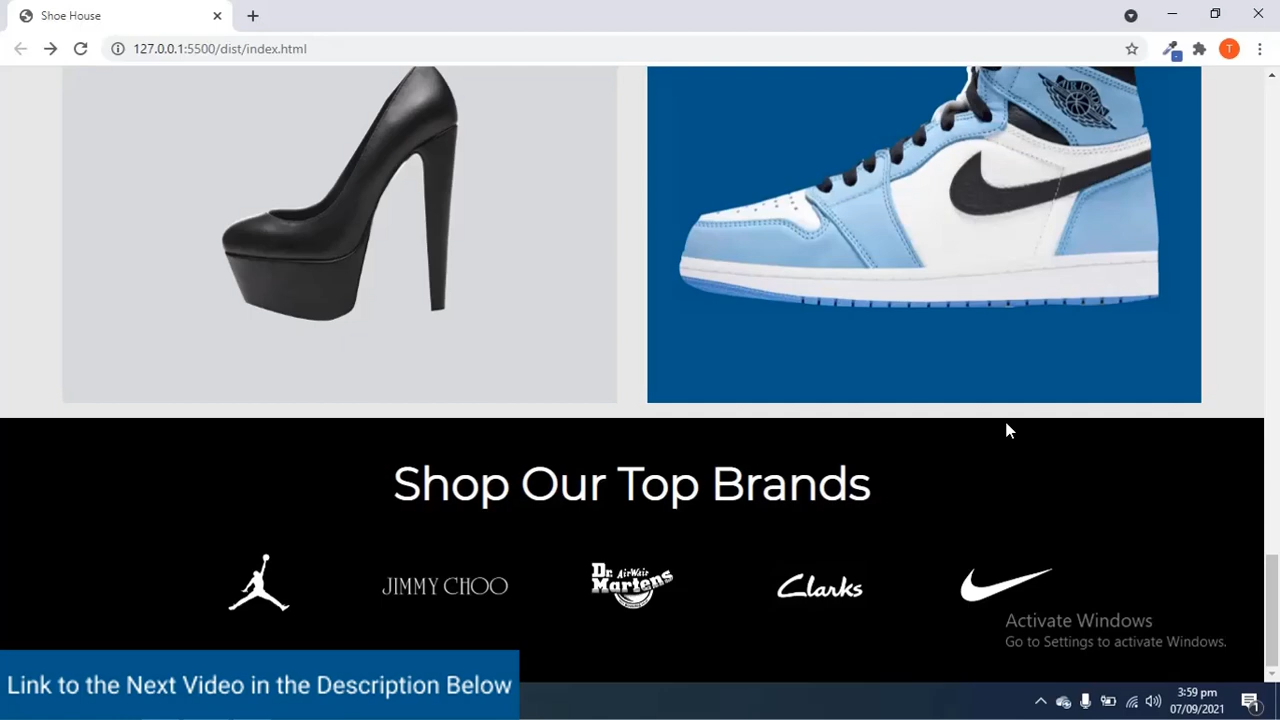 Shoe House
127.0.0.1:5500/dist/index.html
T
Shop Our Top Brands
JIMMY CHOO
Dr. AirWair
Martens
Clarks
Activate Windows
Go to Settings to activate Windows.
Link to the Next Video in the Description Below
3:59 pm
07/09/2021
1